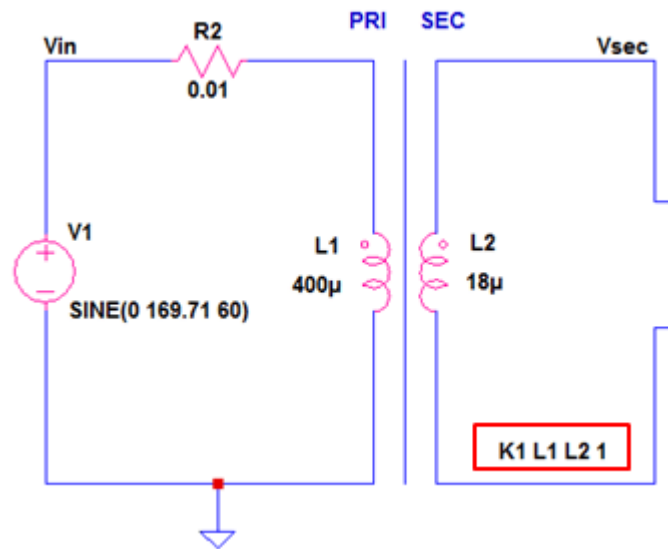 PRI SEC
Vin
R2
Vsec
0.01
V1
L1
L2
400µ
18µ
SINE(0 169.71 60)
K1 L1 L2 1